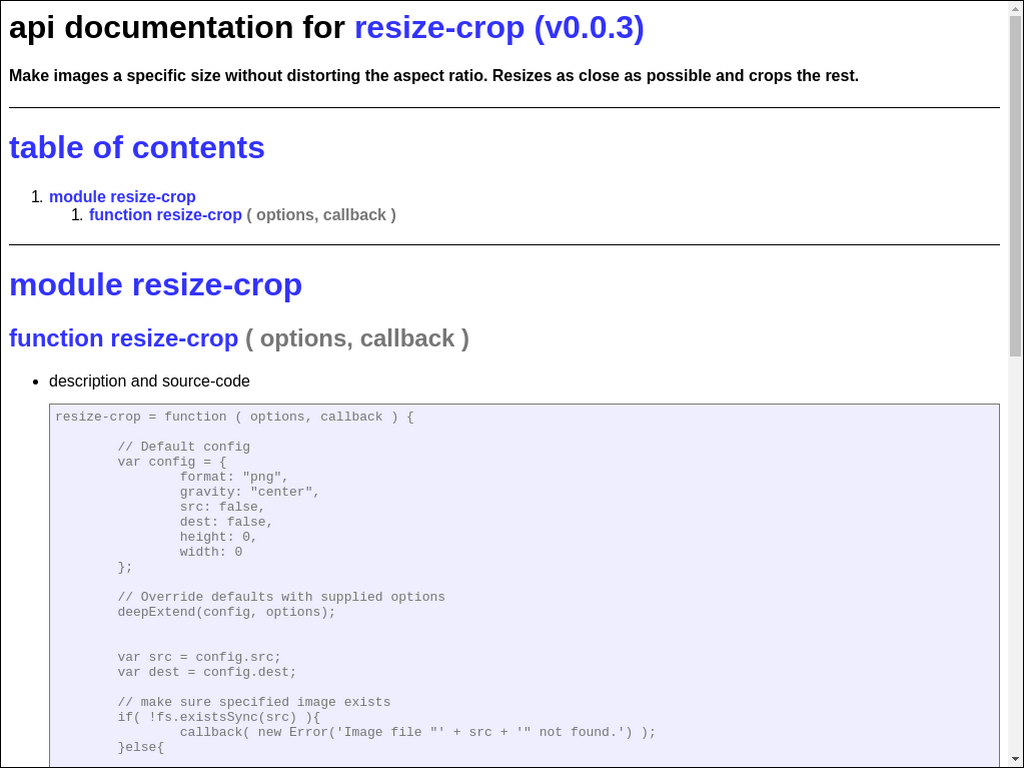 api documentation for resize-crop (v0.0.3)
Make images a specific size without distorting the aspect ratio. Resizes as close as possible and crops the rest.
table of contents
1. module resize-crop
1. function resize-crop ( options, callback )
module resize-crop
function resize-crop ( options, callback )
• description and source-code
resize-crop = function ( options, callback ) {
// Default config
var config = {
format: "png",
gravity: "center",
src: false,
dest: false,
height: 0,
width: 0
};
// Override defaults with supplied options
deepExtend(config, options);
var src = config.src;
var dest = config.dest;
// make sure specified image exists
if( !fs.existsSync(src) ){
callback( new Error('Image file "' + src + '" not found.') );
}else{